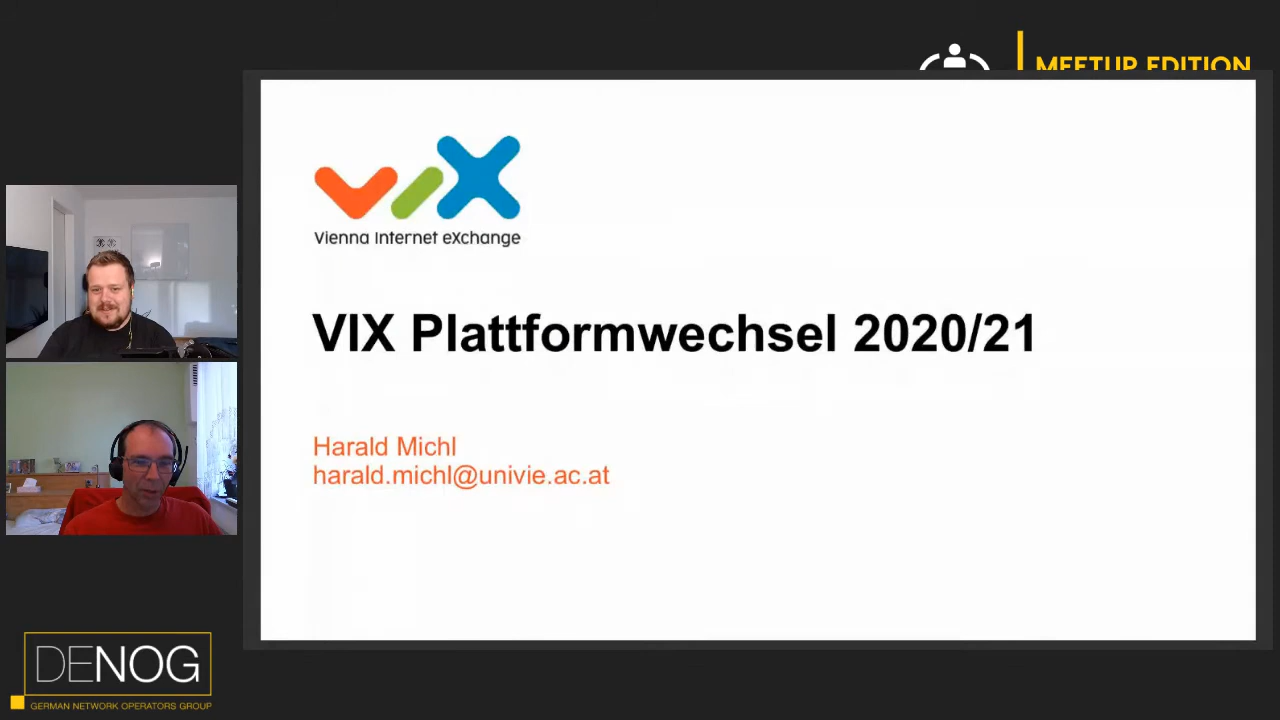 MEETUP EDITION
VIX
Vienna Internet eXchange
VIX Plattformwechsel 2020/21
Harald Michl
harald.michl@univie.ac.at
DENOG
GERMAN NETWORK OPERATORS GROUP